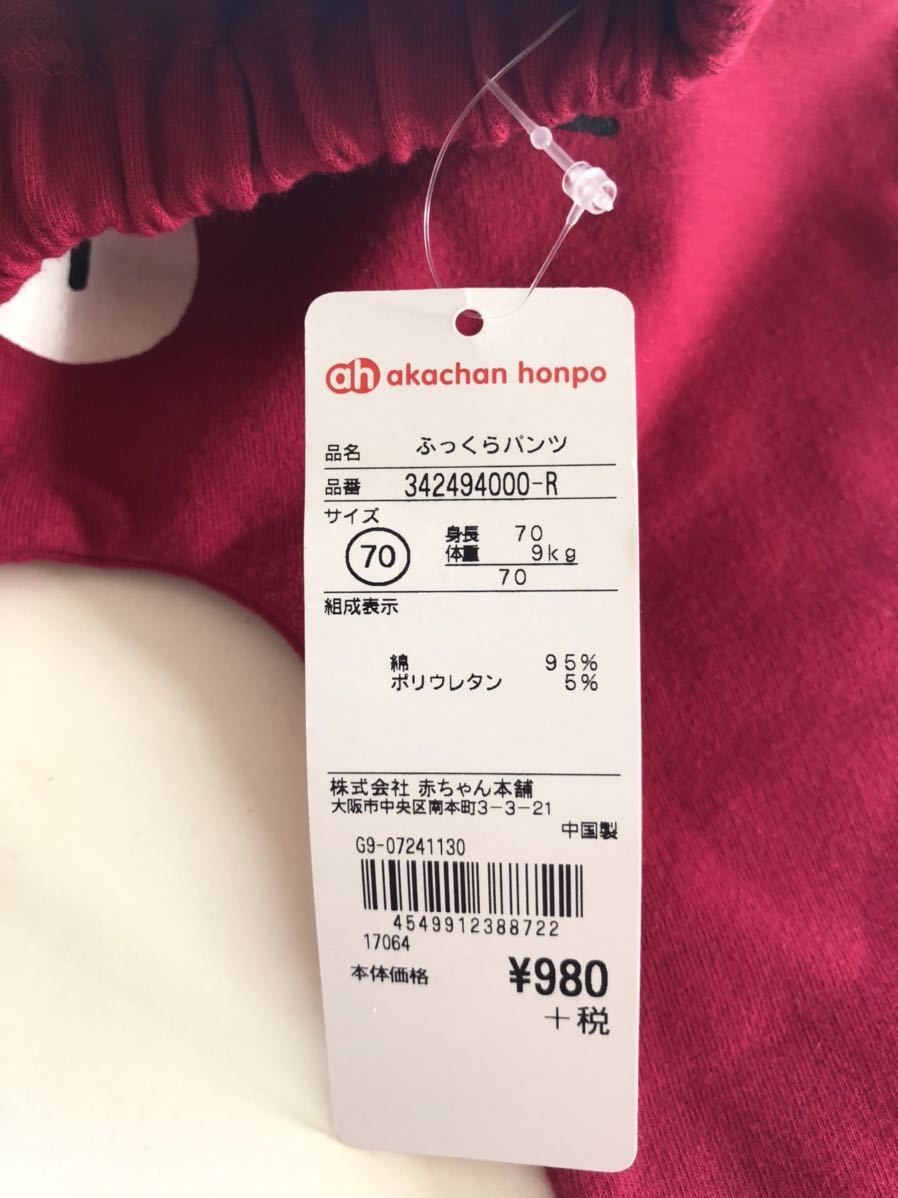 ah akachan honpo
品名 ふっくらパンツ
品番 342494000-R
サイズ
70
身長 70
体重 9kg
70
組成表示
綿 95%
ポリウレタン 5%
株式会社 赤ちゃん本舗
大阪市中央区南本町3-3-21
中国製
G9-07241130
4549912388722
17064
本体価格 ¥980
+税